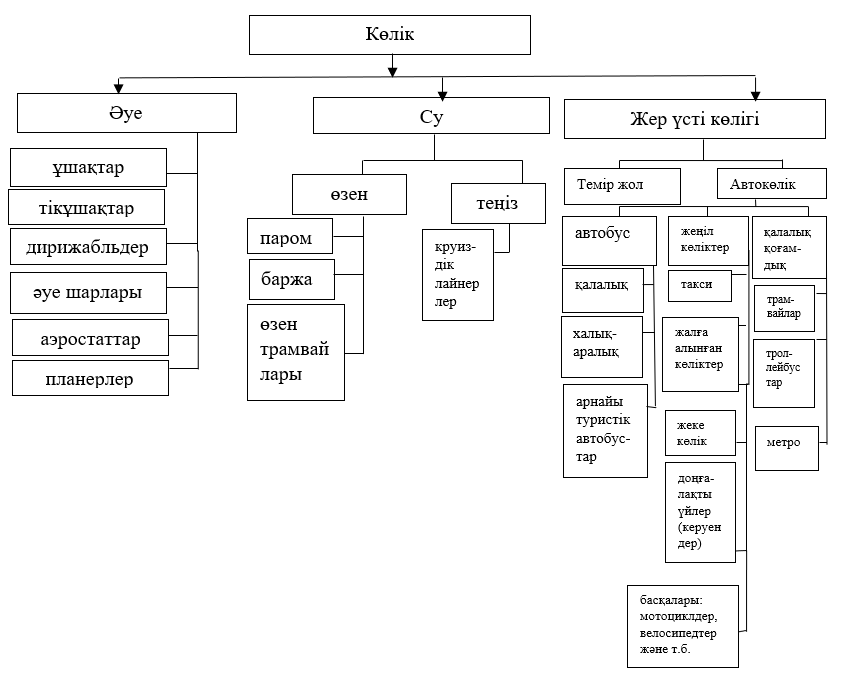 Көлік
Әуе
Су
Жер үсті көлігі
ұшақтар
тікұшақтар
дирижабльдер
әуе шарлары
аэростаттар
планерлер
өзен
теңіз
паром
баржа
өзен
трамвай
лары
круиз-
дік
лайнер
лер
Темір жол
Автокөлік
автобус
қалалық
халық-
аралық
арнайы
туристік
автобус-
тар
жеңіл
көліктер
такси
жалға
алынған
көліктер
жеке
көлік
доңға-
лақты
үйлер
(керуен
дер)
басқалары:
мотоциклдер,
велосипедтер
және т.б.
қалалық
қоғам-
дық
трам-
вайлар
трол-
лейбус
тар
метро